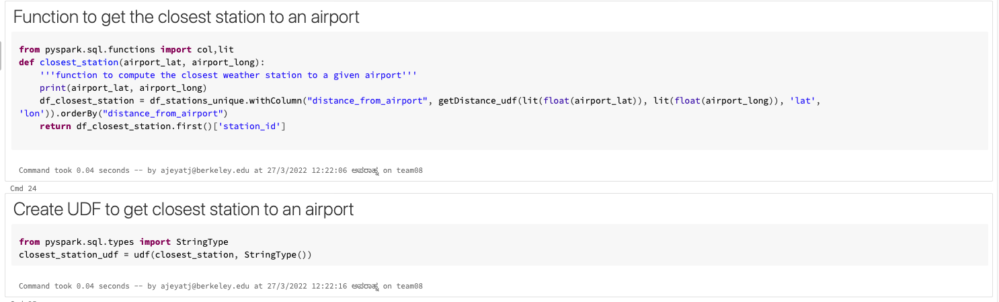 Function to get the closest station to an airport
from pyspark.sql.functions import col,lit
def closest_station(airport_lat, airport_long):
    '''function to compute the closest weather station to a given airport'''
    print(airport_lat, airport_long)
    df_closest_station = df_stations_unique.withColumn("distance_from_airport", getDistance_udf(lit(float(airport_lat)), lit(float(airport_long)), 'lat',
'lon')).orderBy("distance_from_airport")
    return df_closest_station.first()['station_id']
Command took 0.04 seconds -- by ajeyatj@berkeley.edu at 27/3/2022 12:22:06 ಅಪರಾಹ್ನ on team08
Cmd 24
Create UDF to get closest station to an airport
from pyspark.sql.types import StringType
closest_station_udf = udf(closest_station, StringType())
Command took 0.04 seconds -- by ajeyatj@berkeley.edu at 27/3/2022 12:22:16 ಅಪರಾಹ್ನ on team08